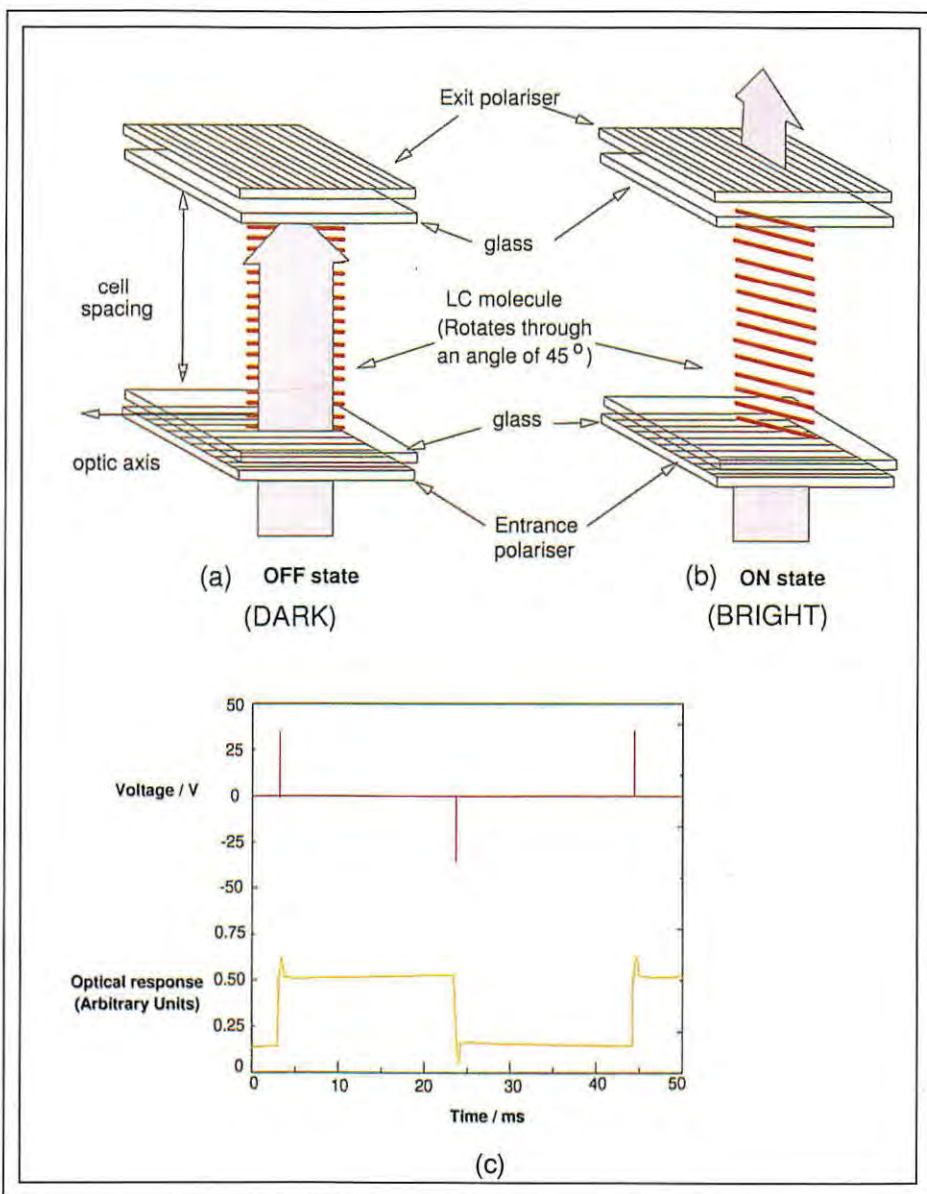 Exit polariser
glass
cell
spacing
LC molecule
(Rotates through
an angle of 45 o)
glass
optic axis
Entrance
polariser
(a) OFF state
(DARK)
(b) ON state
(BRIGHT)
50
25
Voltage / V
0
-25
-50
0.75
Optical response
(Arbitrary Units)
0.50
0.25
0
0 10 20 30 40 50
Time / ms
(c)